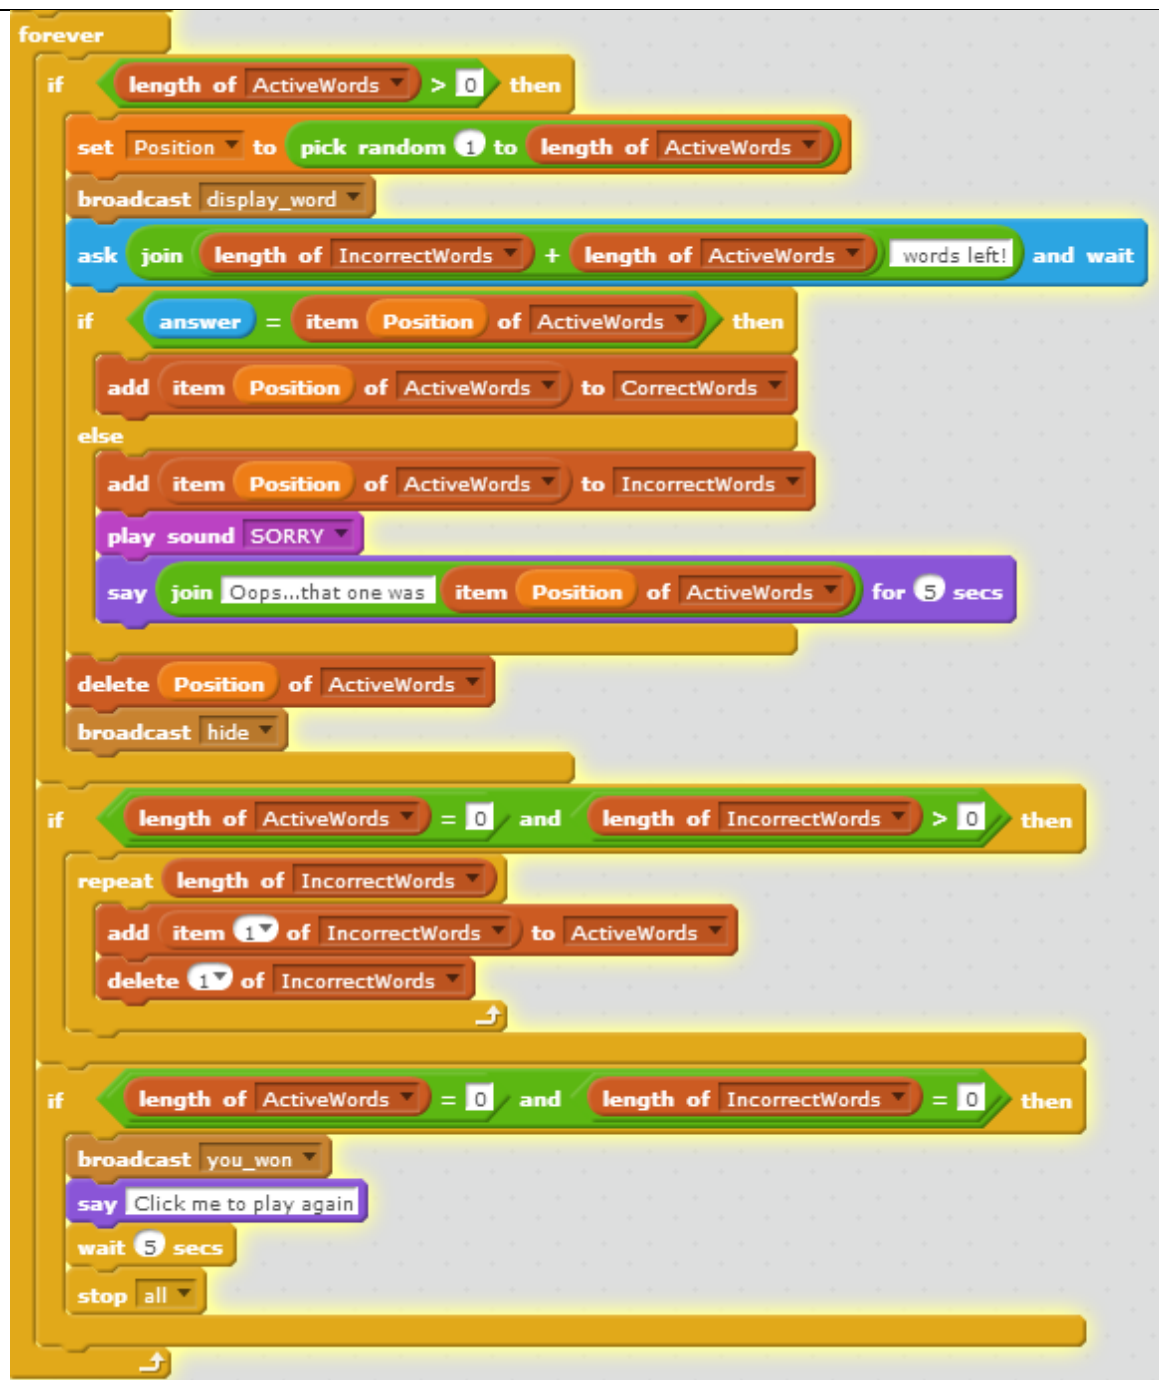 forever
if length of ActiveWords > 0 then
set Position to pick random 1 to length of ActiveWords
broadcast display_word
ask join length of IncorrectWords + length of ActiveWords words left! and wait
if answer = item Position of ActiveWords then
add item Position of ActiveWords to CorrectWords
else
add item Position of ActiveWords to IncorrectWords
play sound SORRY
say join Oops...that one was item Position of ActiveWords for 5 secs
delete Position of ActiveWords
broadcast hide
if length of ActiveWords = 0 and length of IncorrectWords > 0 then
repeat length of IncorrectWords
add item 1 of IncorrectWords to ActiveWords
delete 1 of IncorrectWords
if length of ActiveWords = 0 and length of IncorrectWords = 0 then
broadcast you_won
say Click me to play again
wait 5 secs
stop all